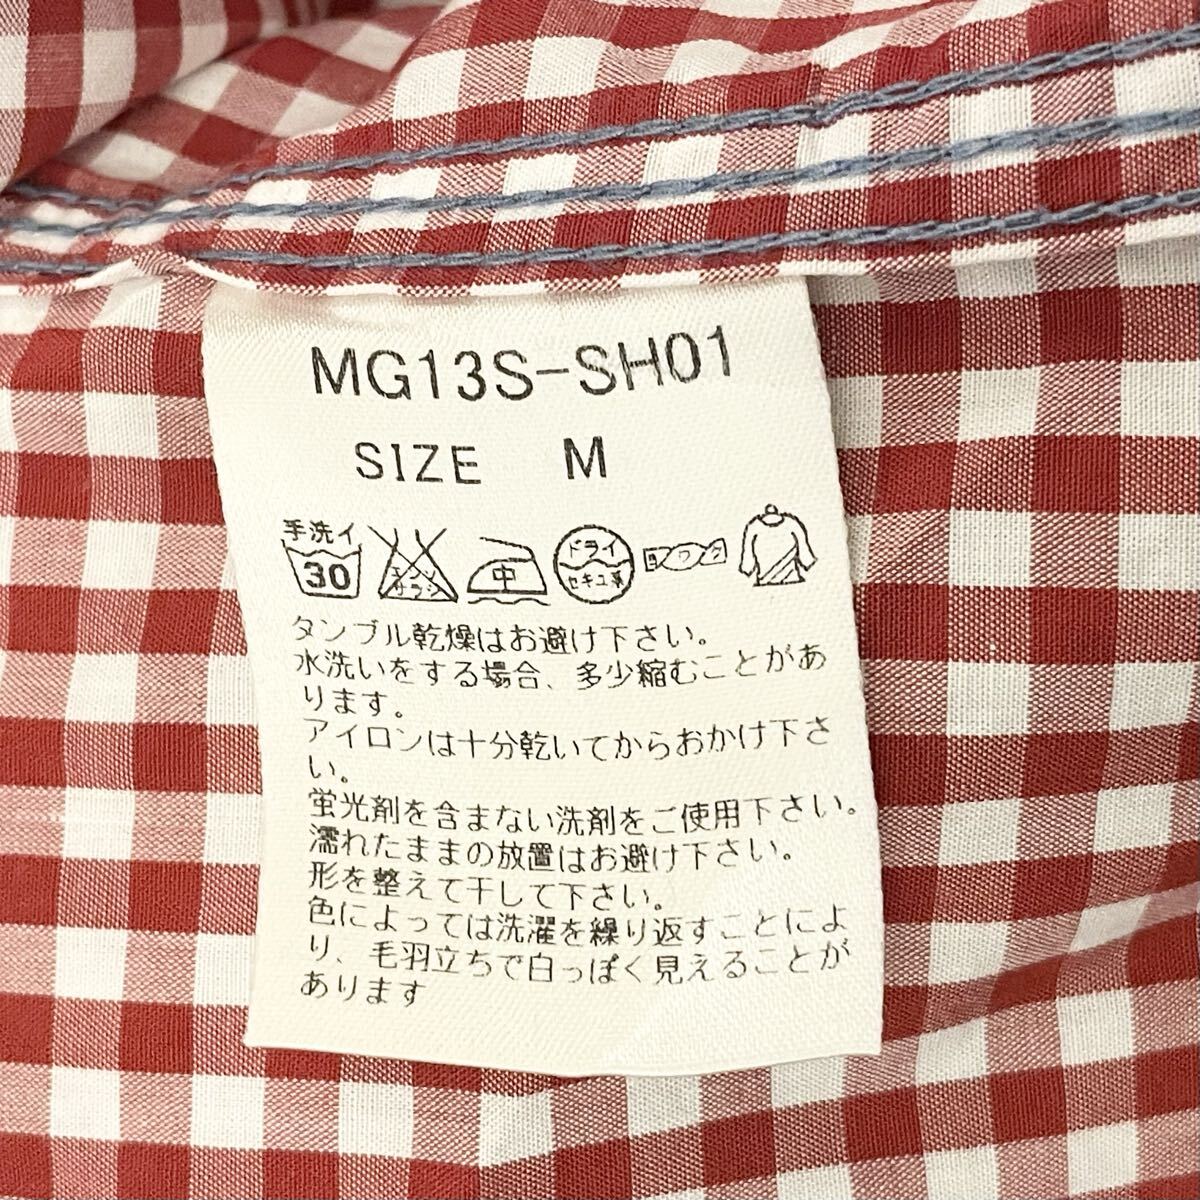 MG13S-SH01
SIZE M
手洗イ
30
エンソ
サラシ
中
ドライ
セキユ系
タンブル乾燥はお避け下さい。
水洗いをする場合、多少縮むことがあ
ります。
アイロンは十分乾いてからおかけ下さ
い。
蛍光剤を含まない洗剤をご使用下さい。
濡れたままの放置はお避け下さい。
形を整えて干して下さい。
色によっては洗濯を繰り返すことによ
り、毛羽立ちで白っぽく見えることが
あります